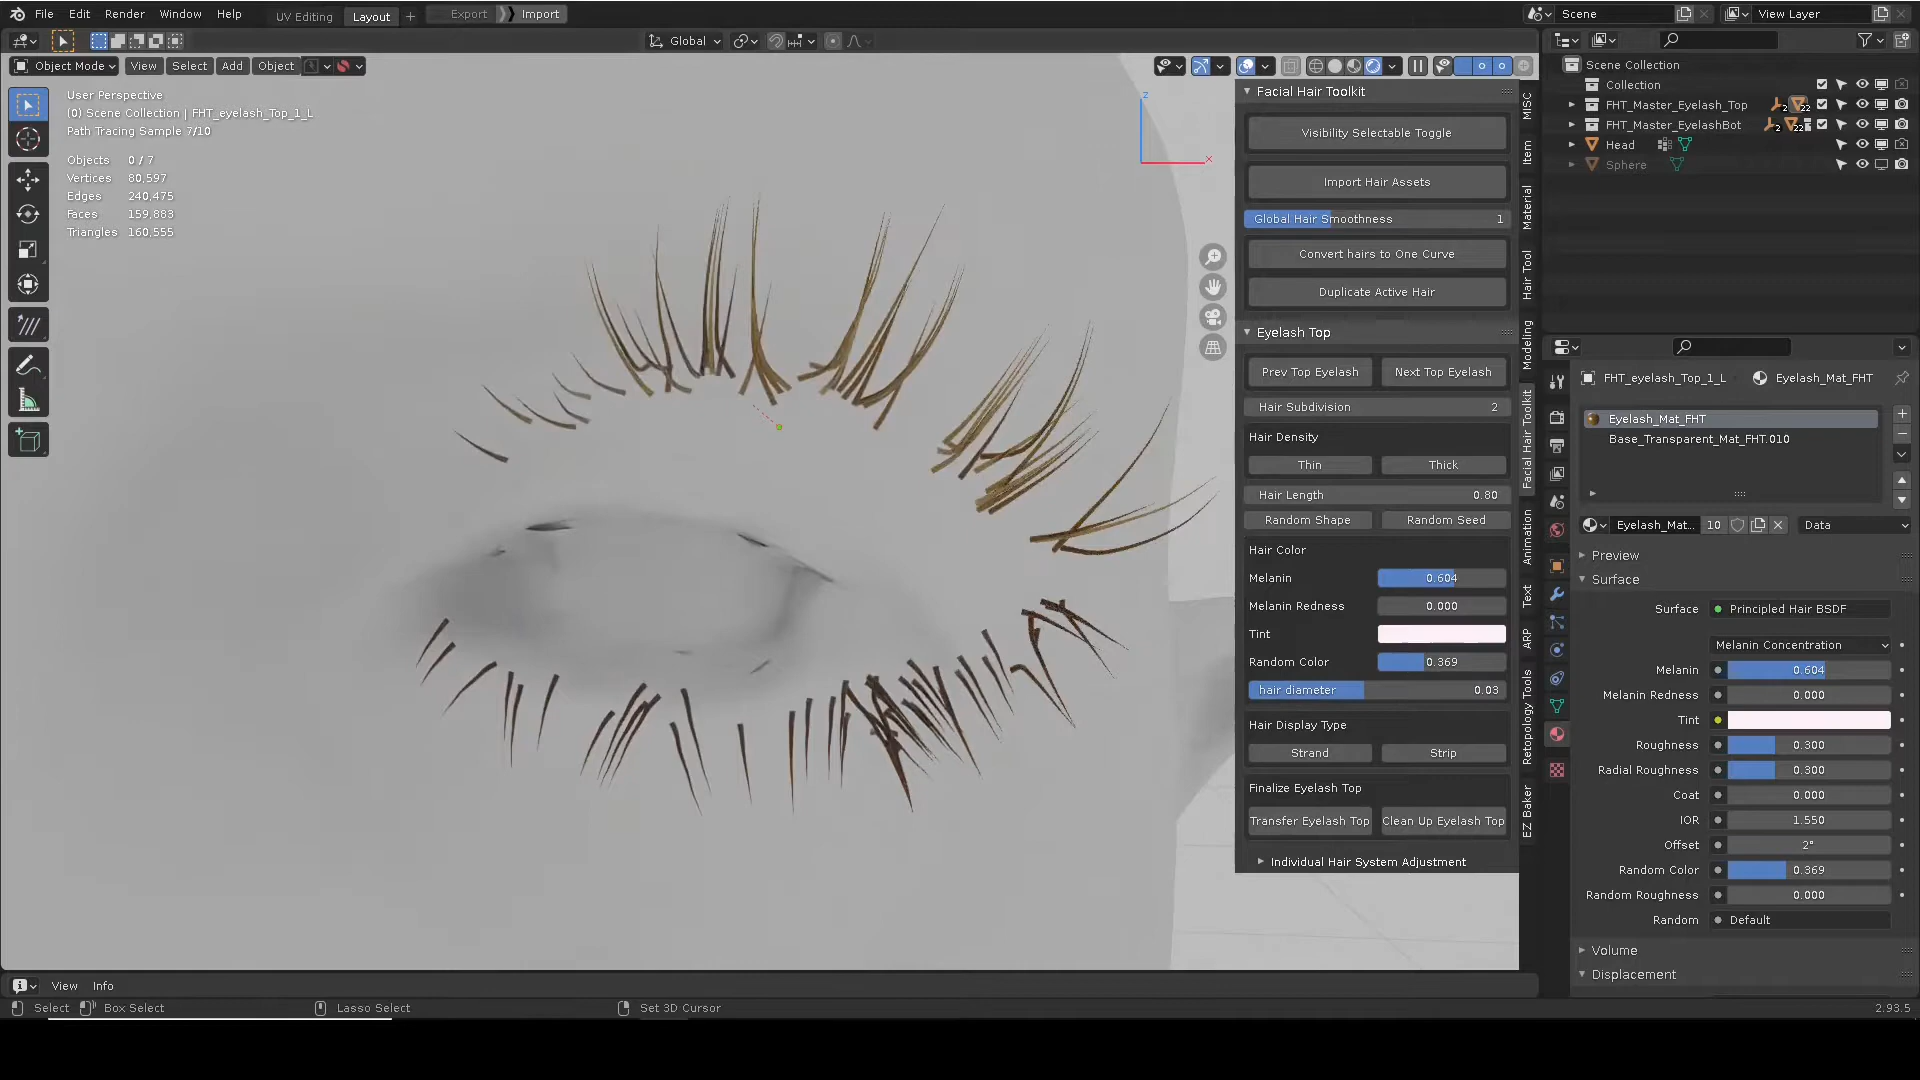 File Edit Render Window Help UV Editing Layout + Export Import Scene View Layer
Global
Object Mode View Select Add Object
User Perspective
(0) Scene Collection | FHT_eyelash_Top_1_L
Path Tracing Sample 7/10
Objects 0 / 7
Vertices 80,597
Edges 240,475
Faces 159,883
Triangles 160,555
Z
X
Facial Hair Toolkit
Visibility Selectable Toggle
Import Hair Assets
Global Hair Smoothness 1
Convert hairs to One Curve
Duplicate Active Hair
Eyelash Top
Prev Top Eyelash Next Top Eyelash
Hair Subdivision 2
Hair Density
Thin Thick
Hair Length 0.80
Random Shape Random Seed
Hair Color
Melanin 0.604
Melanin Redness 0.000
Tint
Random Color 0.369
hair diameter 0.03
Hair Display Type
Strand Strip
Finalize Eyelash Top
Transfer Eyelash Top Clean Up Eyelash Top
Individual Hair System Adjustment
MISC
Item
Material
Hair Tool
Modeling
Facial Hair Toolkit
Animation
Text
ARP
Retopology Tools
EZ Baker
Scene Collection
Collection
FHT_Master_Eyelash_Top 2 22
FHT_Master_EyelashBot 2 22
Head
Sphere
FHT_eyelash_Top_1_L Eyelash_Mat_FHT
Eyelash_Mat_FHT
Base_Transparent_Mat_FHT.010
Eyelash_Mat... 10 Data
Preview
Surface
Surface Principled Hair BSDF
Melanin Concentration
Melanin 0.604
Melanin Redness 0.000
Tint
Roughness 0.300
Radial Roughness 0.300
Coat 0.000
IOR 1.550
Offset 2°
Random Color 0.369
Random Roughness 0.000
Random Default
Volume
Displacement
View Info
Select Box Select Lasso Select Set 3D Cursor 2.93.5